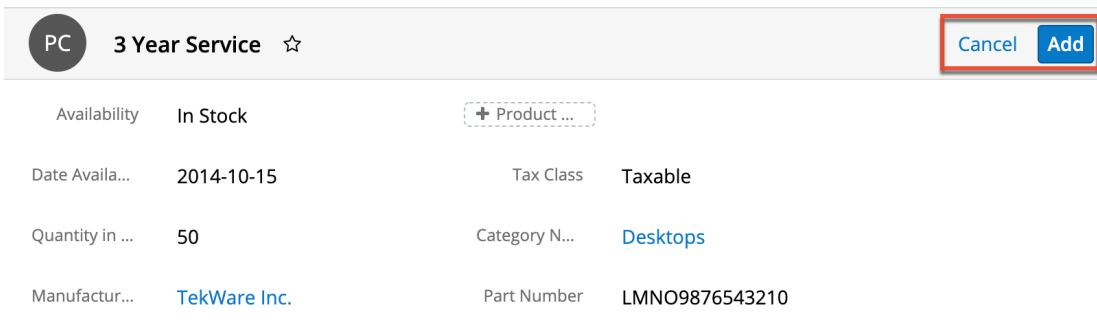 PC 3 Year Service Cancel Add
Availability In Stock + Product ...
Date Availa... 2014-10-15 Tax Class Taxable
Quantity in ... 50 Category N... Desktops
Manufactur... TekWare Inc. Part Number LMNO9876543210